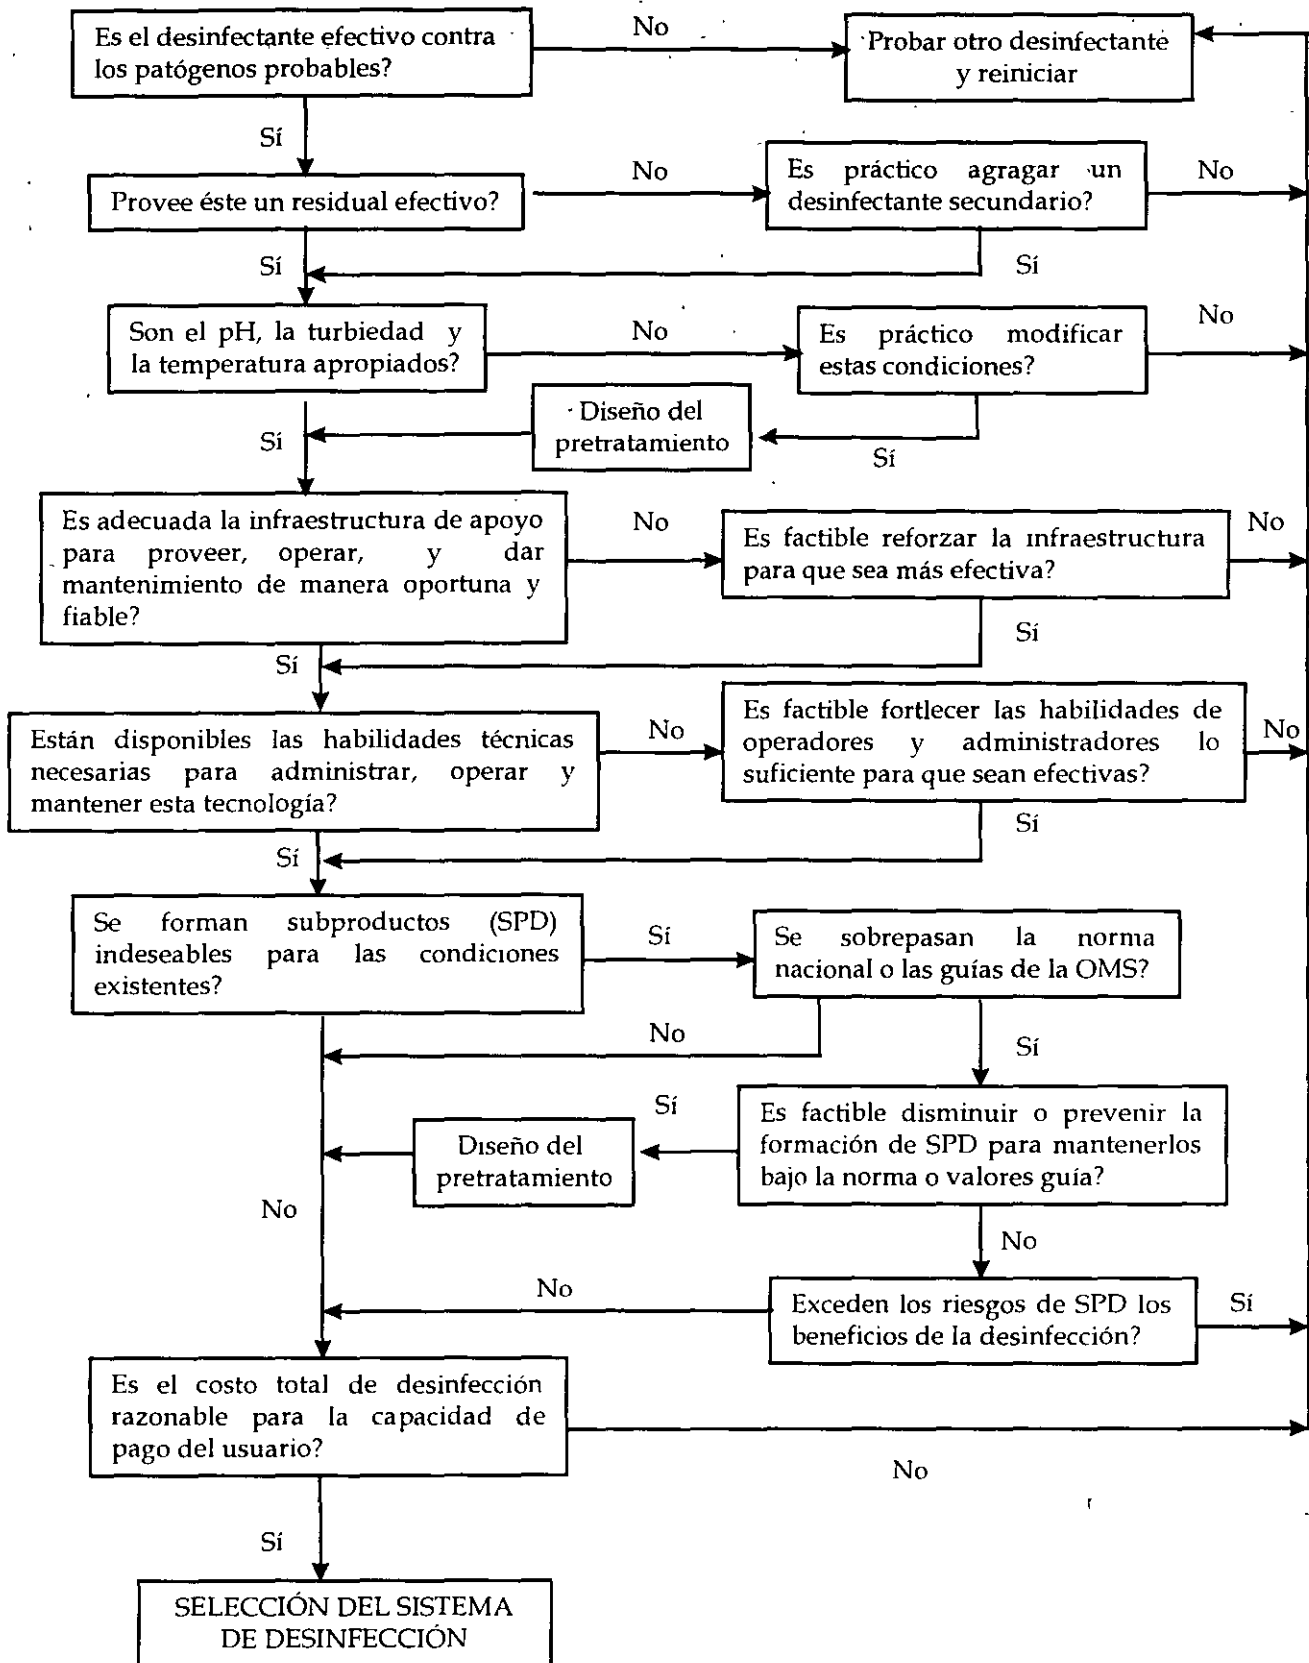 Es el desinfectante efectivo contra
los patógenos probables?
No
Probar otro desinfectante
y reiniciar
Sí
Provee éste un residual efectivo?
No
Es práctico agragar un
desinfectante secundario?
No
Sí
Sí
Son el pH, la turbiedad y
la temperatura apropiados?
No
Es práctico modificar
estas condiciones?
No
Sí
Diseño del
pretratamiento
Sí
Es adecuada la infraestructura de apoyo
para proveer, operar, y dar
mantenimiento de manera oportuna y
fiable?
No
Es factible reforzar la infraestructura
para que sea más efectiva?
No
Sí
Sí
Están disponibles las habilidades técnicas
necesarias para administrar, operar y
mantener esta tecnología?
No
Es factible fortlecer las habilidades de
operadores y administradores lo
suficiente para que sean efectivas?
No
Sí
Sí
Se forman subproductos (SPD)
indeseables para las condiciones
existentes?
Sí
Se sobrepasan la norma
nacional o las guías de la OMS?
No
Sí
Es factible disminuir o prevenir la
formación de SPD para mantenerlos
bajo la norma o valores guía?
Sí
Diseño del
pretratamiento
No
No
Exceden los riesgos de SPD los
beneficios de la desinfección?
No
Sí
Es el costo total de desinfección
razonable para la capacidad de
pago del usuario?
No
Sí
SELECCIÓN DEL SISTEMA
DE DESINFECCIÓN